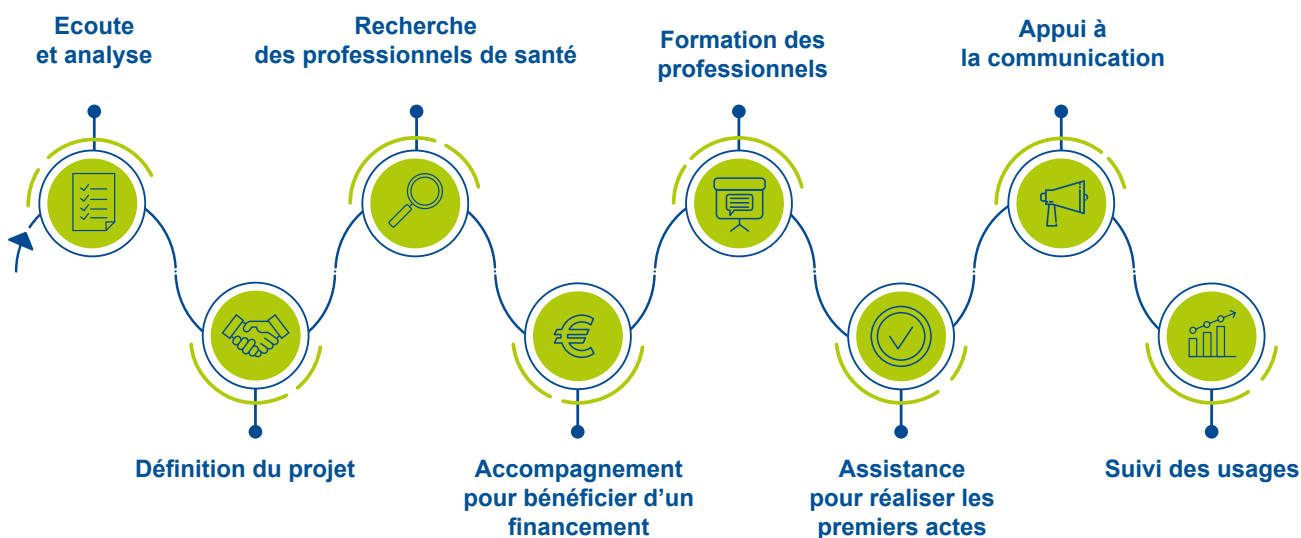 Ecoute
et analyse
Définition du projet
Recherche
des professionnels de santé
Accompagnement
pour bénéficier d’un
financement
Formation des
professionnels
Assistance
pour réaliser les
premiers actes
Appui à
la communication
Suivi des usages